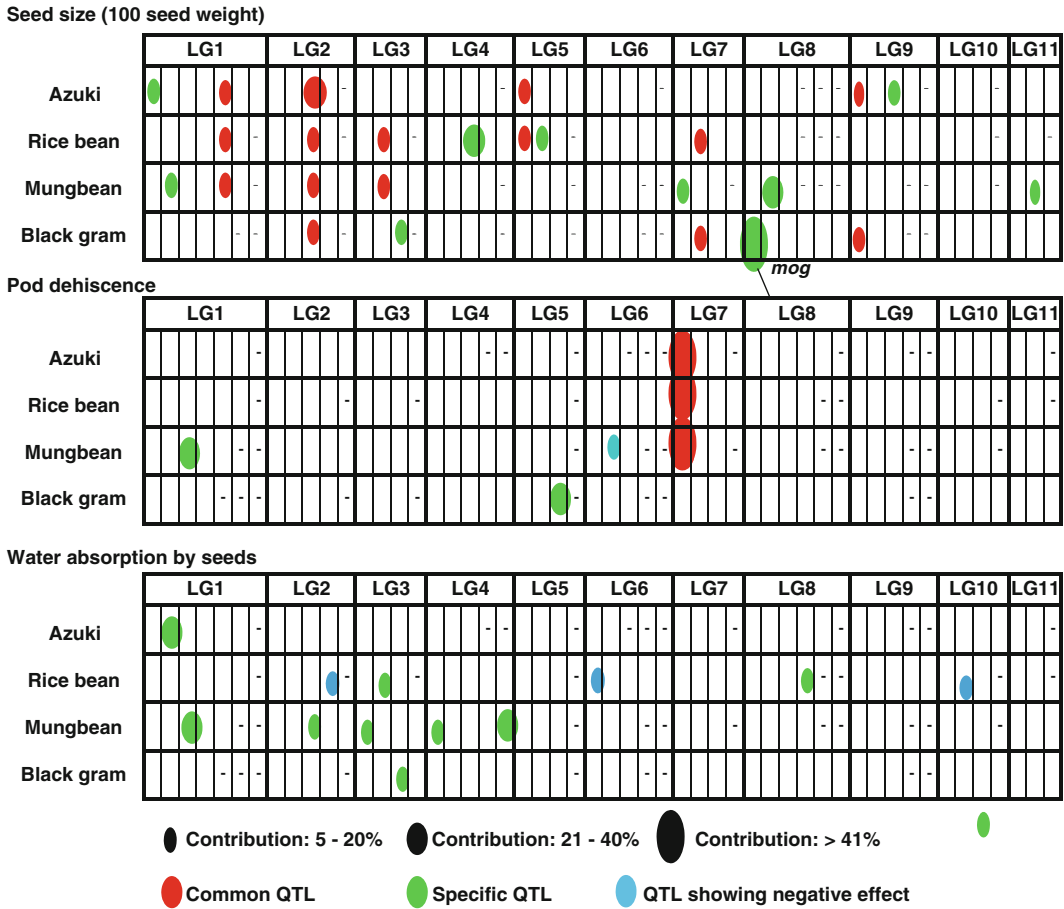 Seed size (100 seed weight)
LG1 LG2 LG3 LG4 LG5 LG6 LG7 LG8 LG9 LG10 LG11
Azuki - - - - - - - -
Rice bean - - - - - - - - - -
Mungbean - - - - - - - - - - - - -
Black gram - - - - - - - - -
mog
Pod dehiscence
LG1 LG2 LG3 LG4 LG5 LG6 LG7 LG8 LG9 LG10 LG11
Azuki - - - - - - - - - - -
Rice bean - - - - - - - -
Mungbean - - - - - - - -
Black gram - - - - - - - - - -
Water absorption by seeds
LG1 LG2 LG3 LG4 LG5 LG6 LG7 LG8 LG9 LG10 LG11
Azuki - - - - - - - - - - - -
Rice bean - - - - - - - -
Mungbean - - - - - - - - - - -
Black gram - - - - - - - - -
Contribution: 5 - 20% Contribution: 21 - 40% Contribution: > 41%
Common QTL Specific QTL QTL showing negative effect